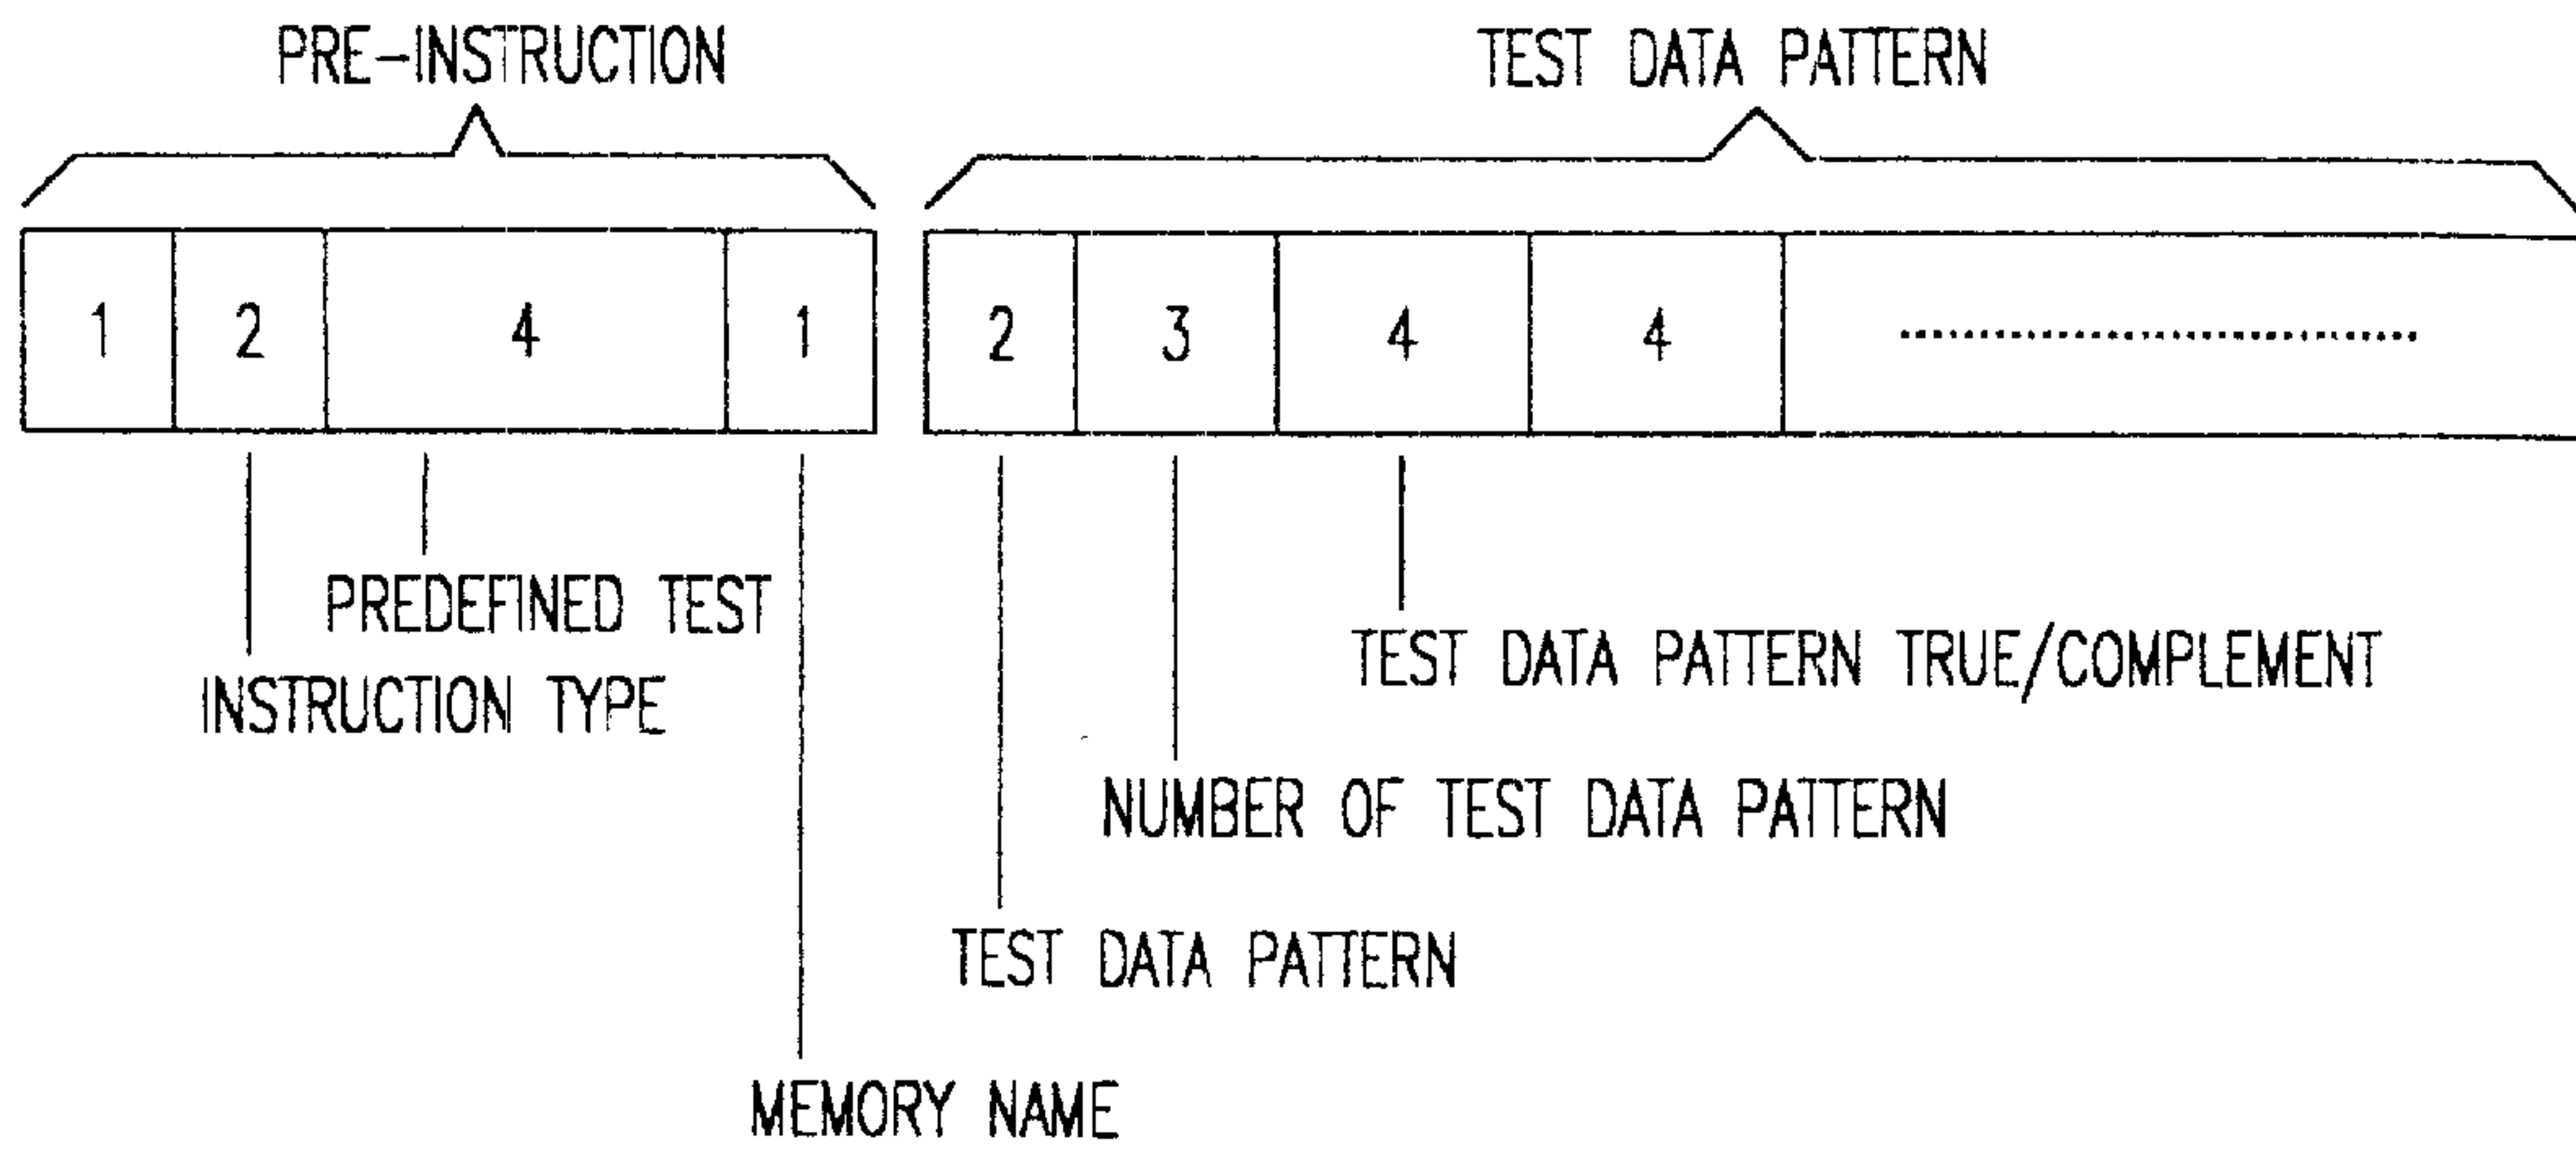 PRE-INSTRUCTION TEST DATA PATTERN
1 2 4 1 2 3 4 4
PREDEFINED TEST
TEST DATA PATTERN TRUE/COMPLEMENT
INSTRUCTION TYPE
NUMBER OF TEST DATA PATTERN
TEST DATA PATTERN
MEMORY NAME